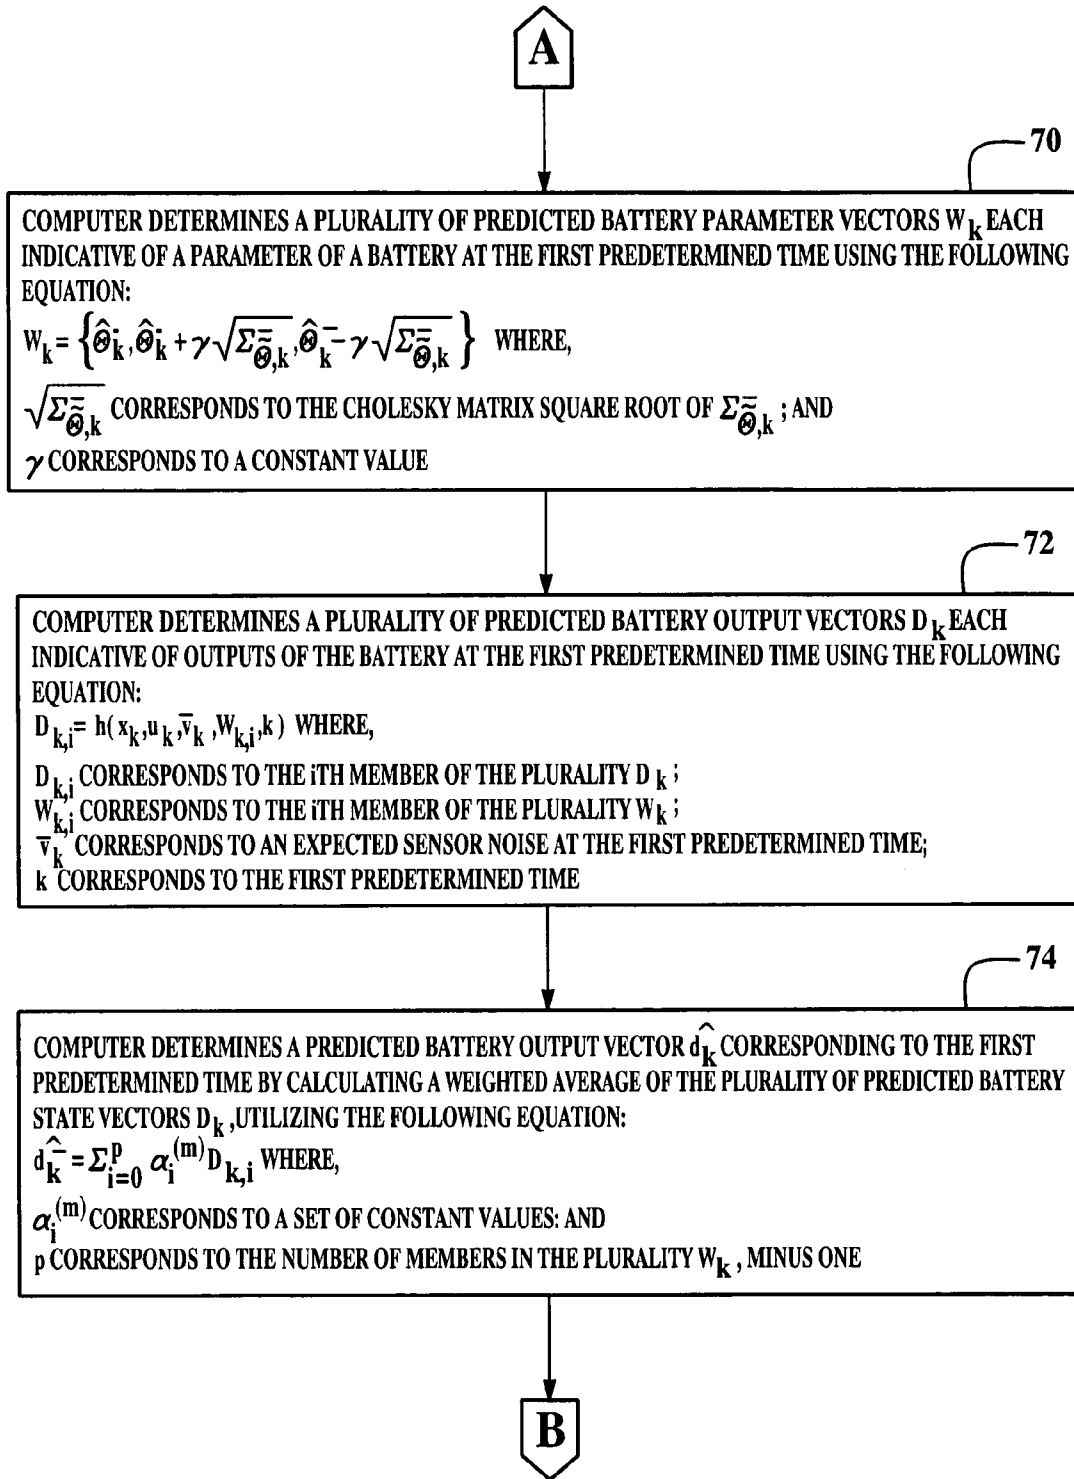 A
70
COMPUTER DETERMINES A PLURALITY OF PREDICTED BATTERY PARAMETER VECTORS W_k EACH
INDICATIVE OF A PARAMETER OF A BATTERY AT THE FIRST PREDETERMINED TIME USING THE FOLLOWING
EQUATION:
W_k = { Θ̂_k^-, Θ̂_k^- + γ√Σ_Θ̃,k^-, Θ̂_k^- − γ√Σ_Θ̃,k^- } WHERE,
√Σ_Θ̃,k^- CORRESPONDS TO THE CHOLESKY MATRIX SQUARE ROOT OF Σ_Θ̃,k^- ; AND
γ CORRESPONDS TO A CONSTANT VALUE
72
COMPUTER DETERMINES A PLURALITY OF PREDICTED BATTERY OUTPUT VECTORS D_k EACH
INDICATIVE OF OUTPUTS OF THE BATTERY AT THE FIRST PREDETERMINED TIME USING THE FOLLOWING
EQUATION:
D_k,i = h( x_k, u_k, v̄_k, W_k,i, k ) WHERE,
D_k,i CORRESPONDS TO THE iTH MEMBER OF THE PLURALITY D_k ;
W_k,i CORRESPONDS TO THE iTH MEMBER OF THE PLURALITY W_k ;
v̄_k CORRESPONDS TO AN EXPECTED SENSOR NOISE AT THE FIRST PREDETERMINED TIME;
k CORRESPONDS TO THE FIRST PREDETERMINED TIME
74
COMPUTER DETERMINES A PREDICTED BATTERY OUTPUT VECTOR d̂_k CORRESPONDING TO THE FIRST
PREDETERMINED TIME BY CALCULATING A WEIGHTED AVERAGE OF THE PLURALITY OF PREDICTED BATTERY
STATE VECTORS D_k ,UTILIZING THE FOLLOWING EQUATION:
d̂_k^- = Σ_{i=0}^p α_i^(m) D_k,i WHERE,
α_i^(m) CORRESPONDS TO A SET OF CONSTANT VALUES: AND
p CORRESPONDS TO THE NUMBER OF MEMBERS IN THE PLURALITY W_k , MINUS ONE
B